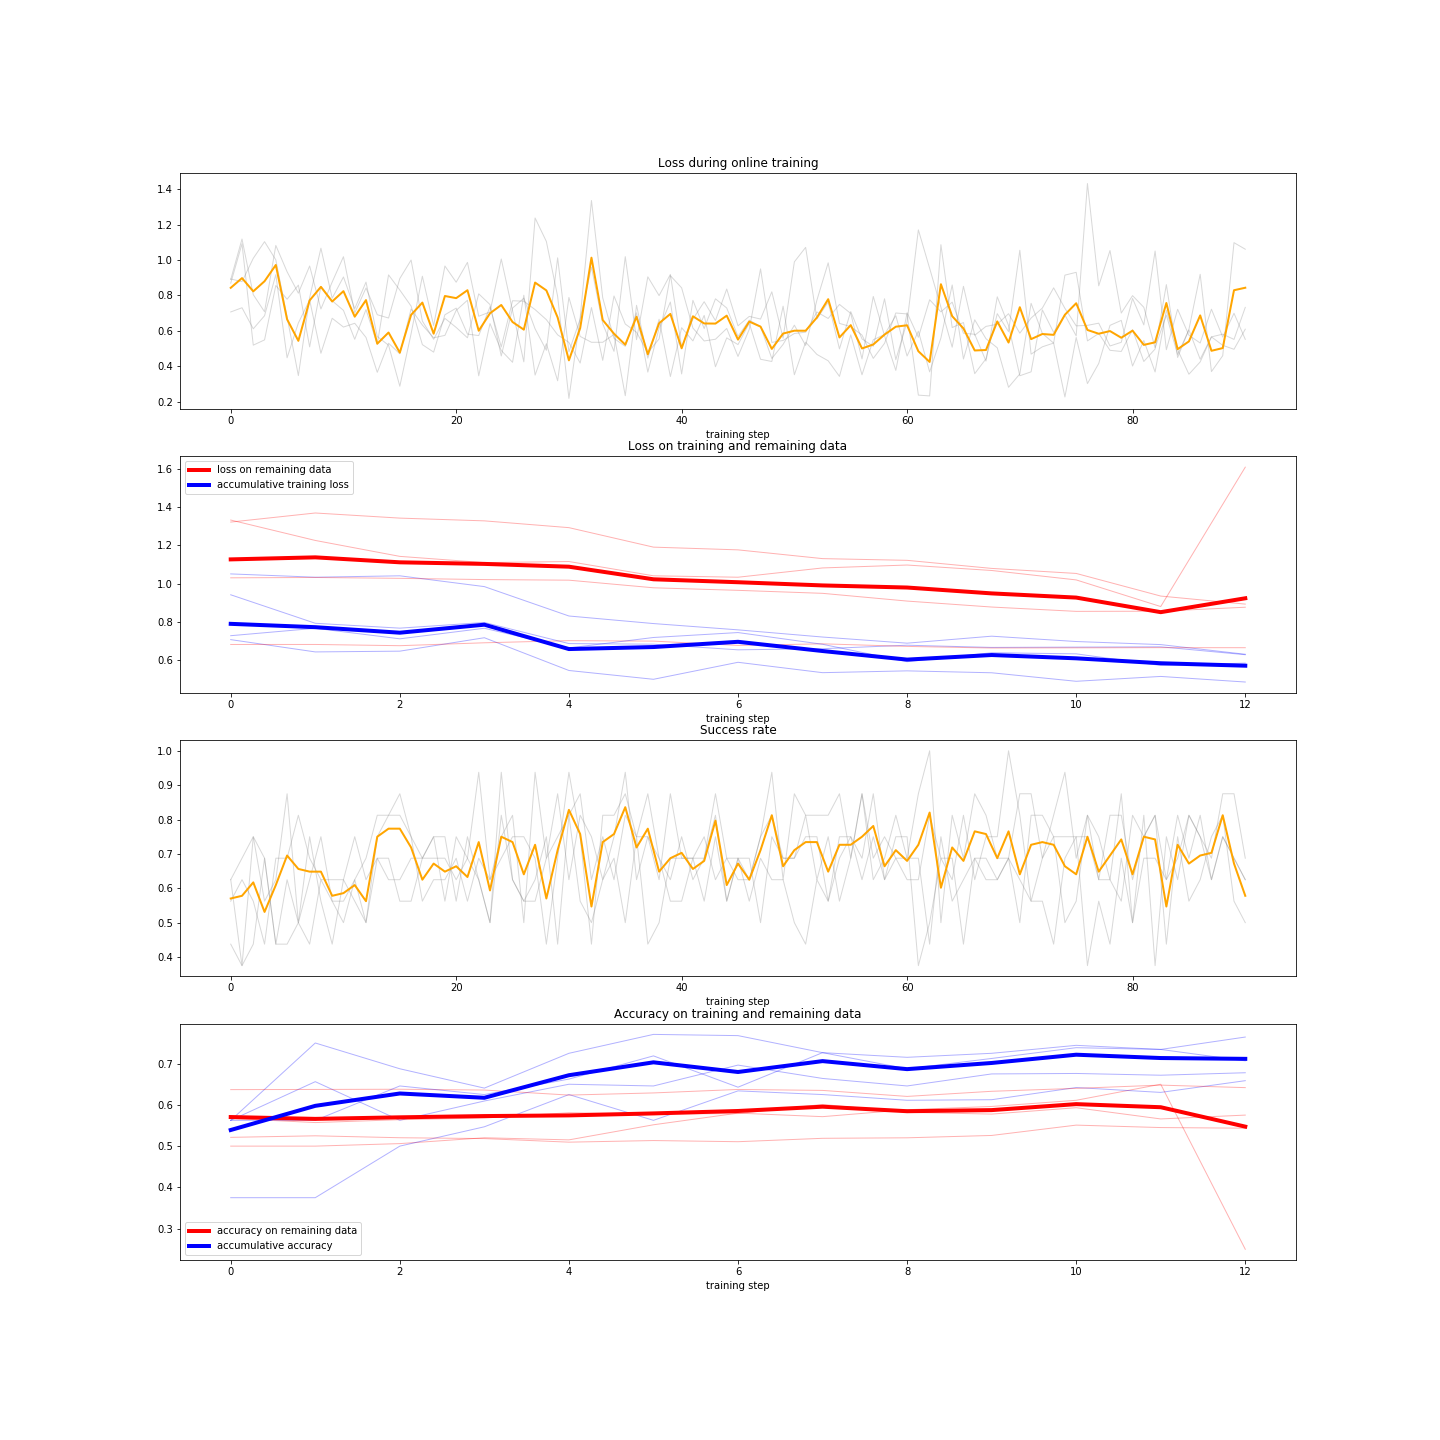 Loss during online training
1.4
1.2
1.0
0.8
0.6
0.4
0.2
0 20 40 60 80
training step
Loss on training and remaining data
loss on remaining data
accumulative training loss
1.6
1.4
1.2
1.0
0.8
0.6
0 2 4 6 8 10 12
training step
Success rate
1.0
0.9
0.8
0.7
0.6
0.5
0.4
0 20 40 60 80
training step
Accuracy on training and remaining data
0.7
0.6
0.5
0.4
0.3
accuracy on remaining data
accumulative accuracy
0 2 4 6 8 10 12
training step